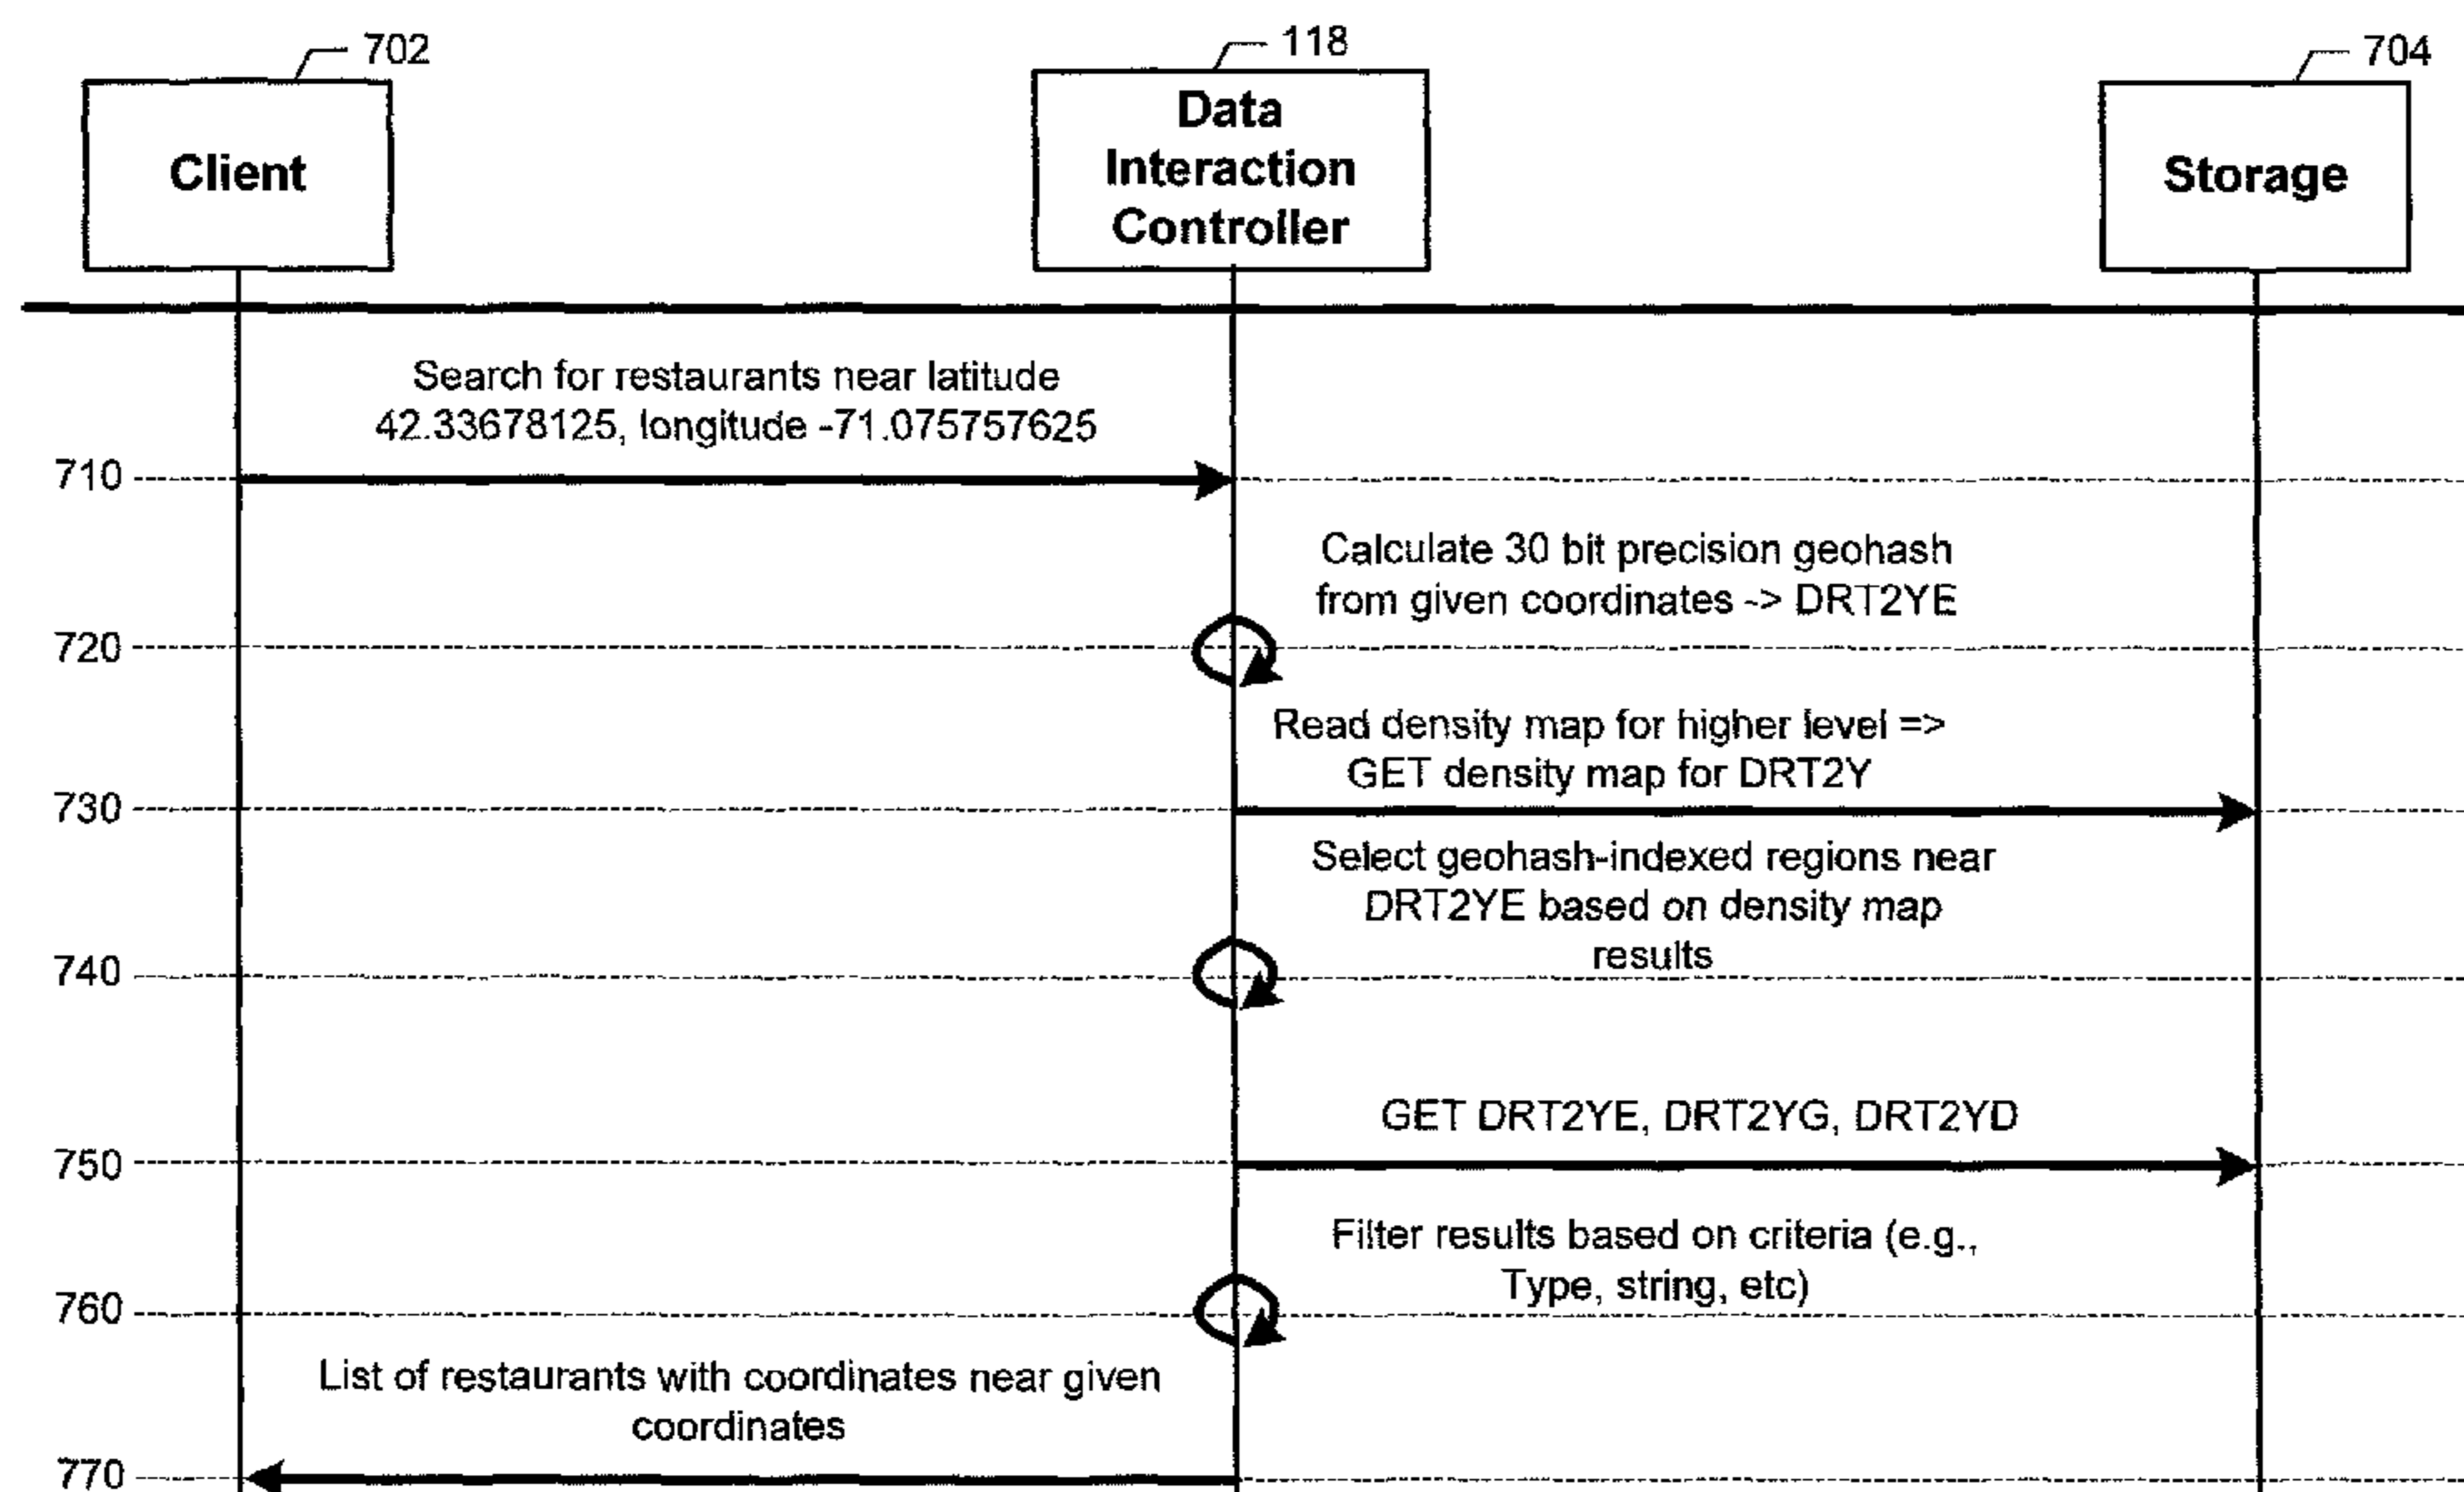 702
118
704
Client
Data
Interaction
Controller
Storage
Search for restaurants near latitude
42.33678125, longitude -71.075757625
710
Calculate 30 bit precision geohash
from given coordinates -> DRT2YE
720
Read density map for higher level =>
GET density map for DRT2Y
730
Select geohash-indexed regions near
DRT2YE based on density map
results
740
GET DRT2YE, DRT2YG, DRT2YD
750
Filter results based on criteria (e.g.,
Type, string, etc)
760
List of restaurants with coordinates near given
coordinates
770